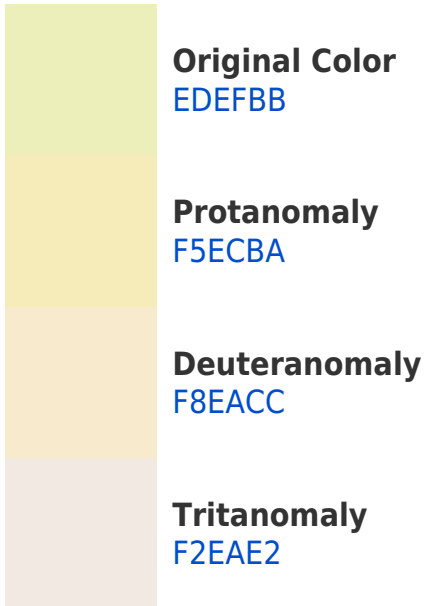 Original Color
EDEFBB
Protanomaly
F5ECBA
Deuteranomaly
F8EACC
Tritanomaly
F2EAE2